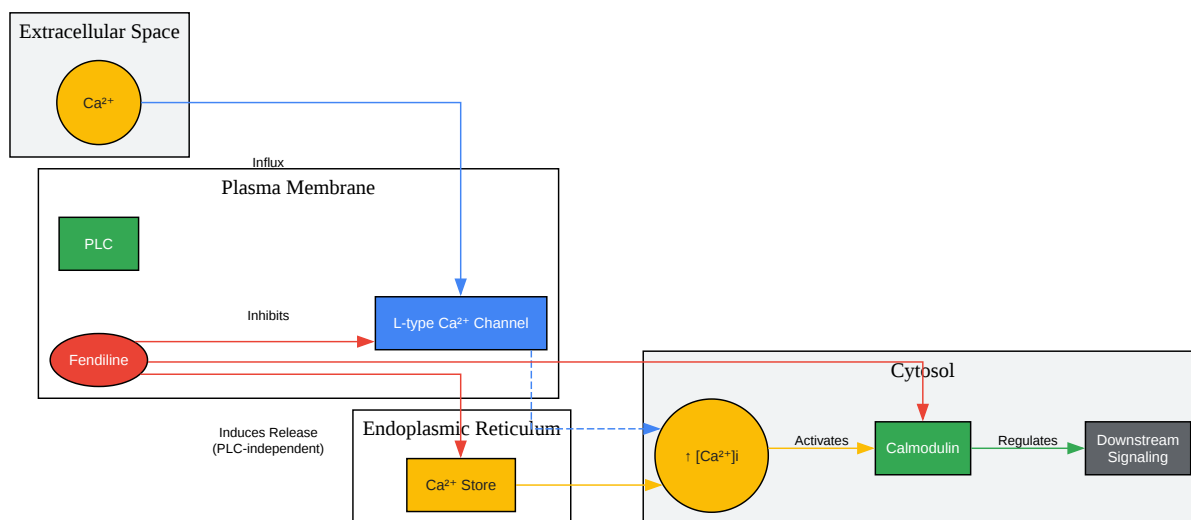 Extracellular Space
Ca²⁺
Influx
Plasma Membrane
PLC
Inhibits
L-type Ca²⁺ Channel
Fendiline
Cytosol
Induces Release
(PLC-independent)
Endoplasmic Reticulum
Ca²⁺ Store
↑ [Ca²⁺]i
Activates
Calmodulin
Regulates
Downstream
Signaling